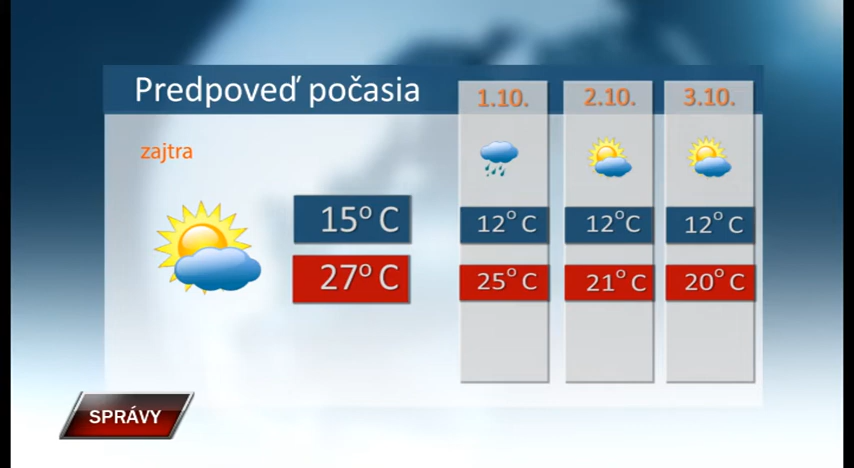 Predpoveď počasia
zajtra
15° C
27° C
1.10.
12° C
25° C
2.10.
12°C
21° C
3.10.
12° C
20° C
SPRÁVY